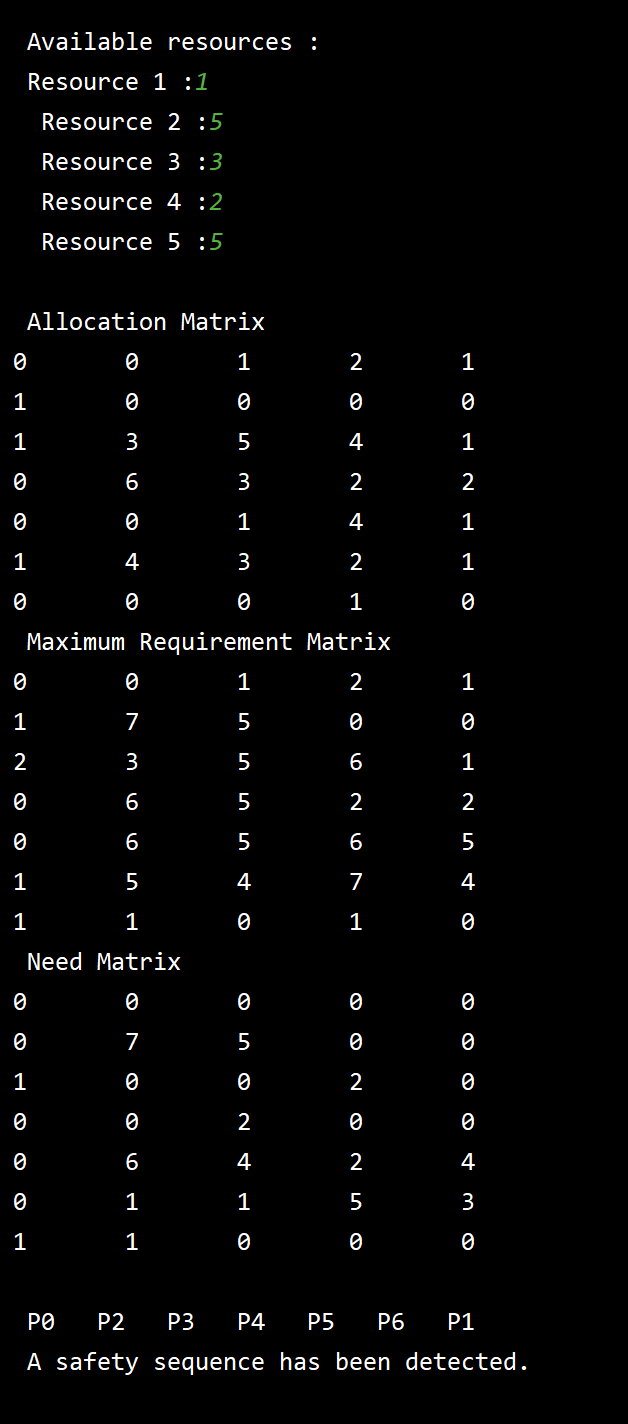 Available resources :
Resource 1 :1
Resource 2 :5
Resource 3 :3
Resource 4 :2
Resource 5 :5
Allocation Matrix
0 0 1 2 1
1 0 0 0 0
1 3 5 4 1
0 6 3 2 2
0 0 1 4 1
1 4 3 2 1
0 0 0 1 0
Maximum Requirement Matrix
0 0 1 2 1
1 7 5 0 0
2 3 5 6 1
0 6 5 2 2
0 6 5 6 5
1 5 4 7 4
1 1 0 1 0
Need Matrix
0 0 0 0 0
0 7 5 0 0
1 0 0 2 0
0 0 2 0 0
0 6 4 2 4
0 1 1 5 3
1 1 0 0 0
P0 P2 P3 P4 P5 P6 P1
A safety sequence has been detected.